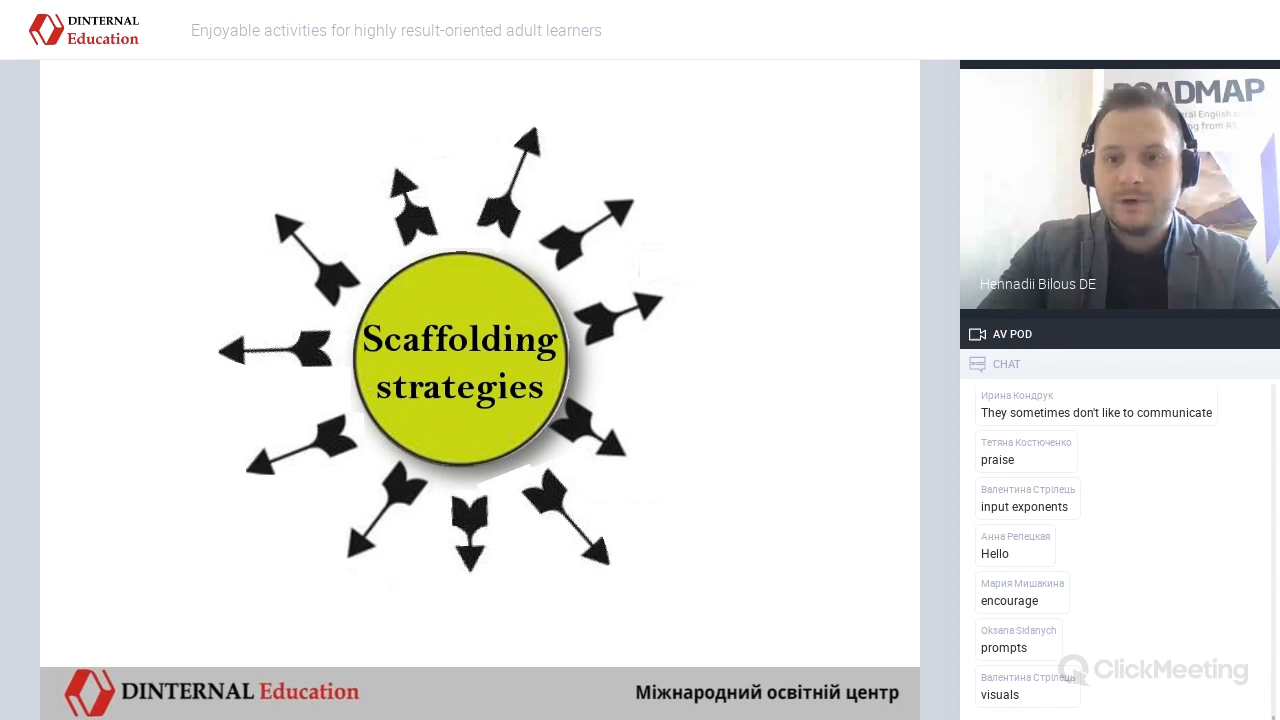 DINTERNAL
Education
Enjoyable activities for highly result-oriented adult learners
Scaffolding
strategies
DINTERNAL Education
Міжнародний освітній центр
ROADMAP
Hennadii Bilous DE
AV POD
CHAT
Ирина Кондрук
They sometimes don't like to communicate
Тетяна Костюченко
praise
Валентина Стрілець
input exponents
Анна Репецкая
Hello
Мария Мишакина
encourage
Oksana Sidanych
prompts
Валентина Стрілець
visuals
ClickMeeting